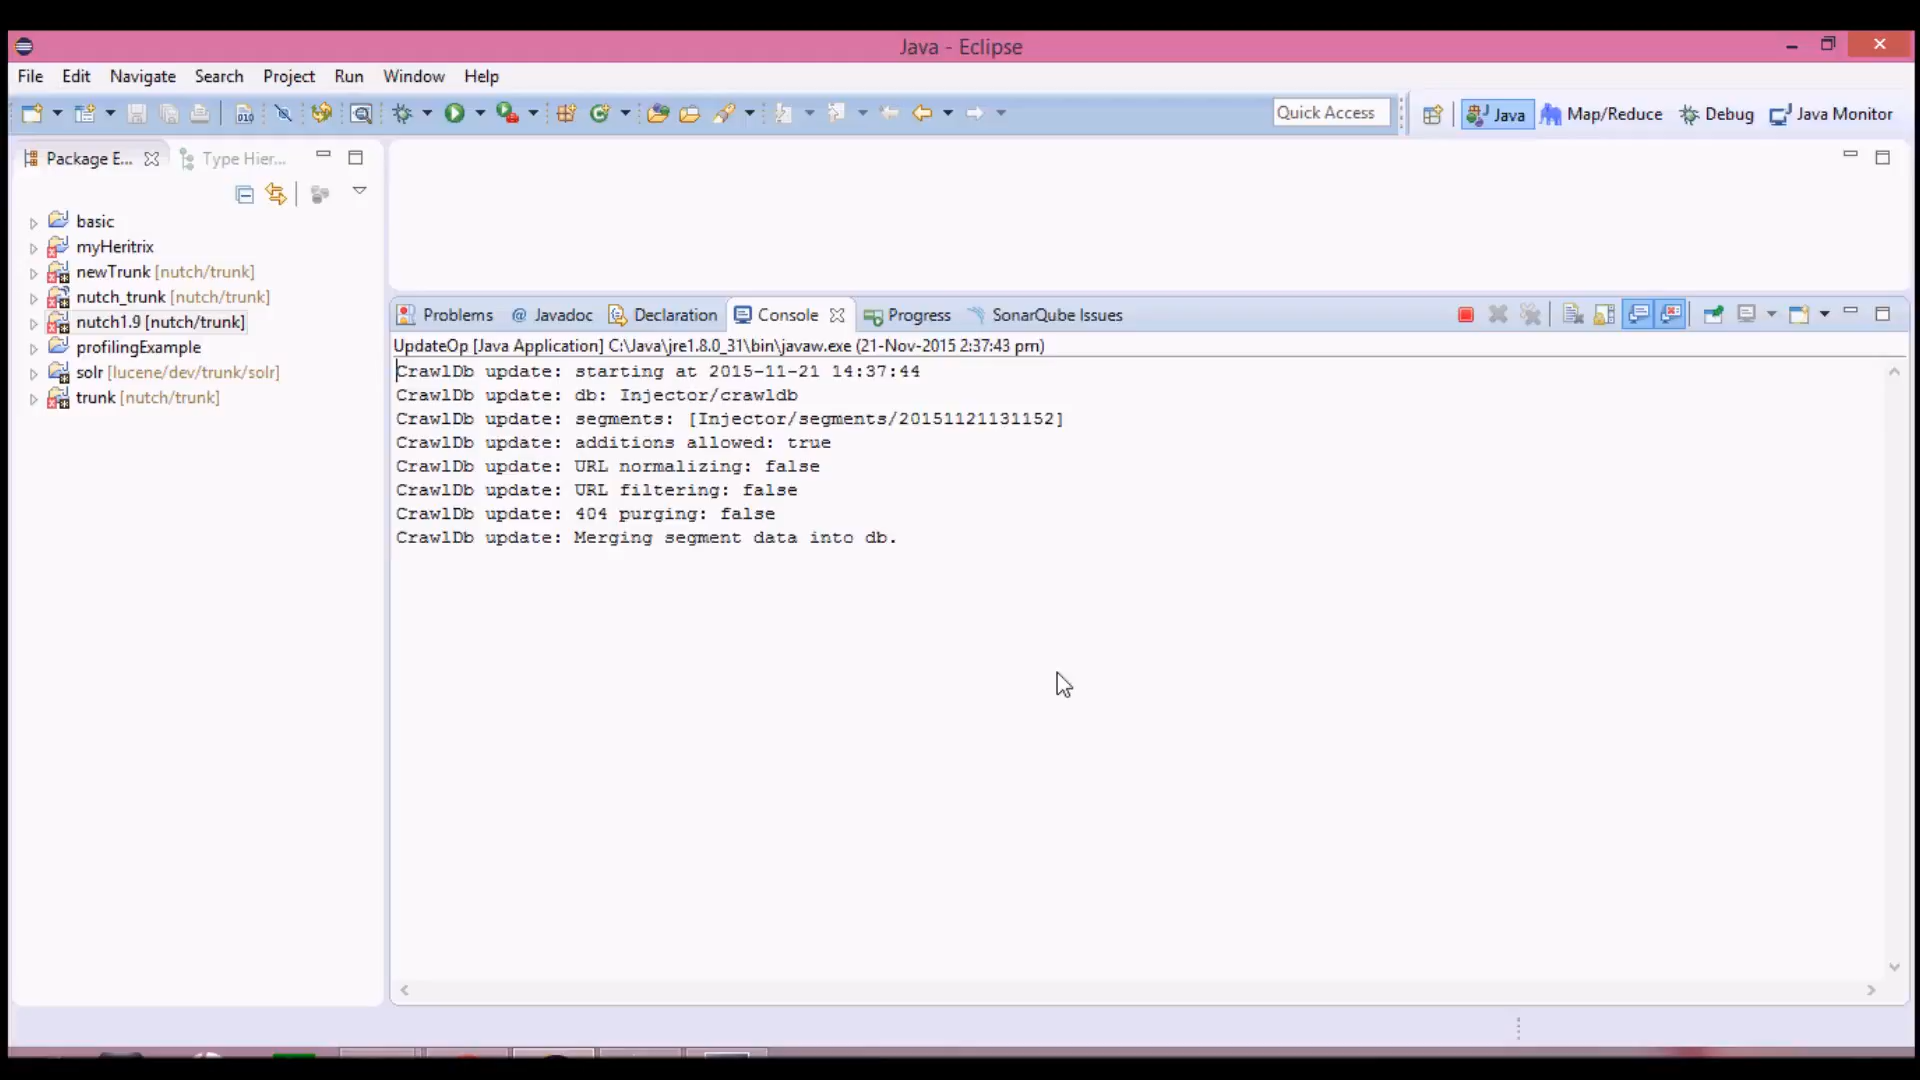 Java - Eclipse
File Edit Navigate Search Project Run Window Help
010 Quick Access Java Map/Reduce Debug Java Monitor
Package E... Type Hier...
basic
myHeritrix
newTrunk [nutch/trunk]
nutch_trunk [nutch/trunk]
nutch1.9 [nutch/trunk]
profilingExample
solr [lucene/dev/trunk/solr]
trunk [nutch/trunk]
Problems @ Javadoc Declaration Console Progress SonarQube Issues
UpdateOp [Java Application] C:\Java\jre1.8.0_31\bin\javaw.exe (21-Nov-2015 2:37:43 pm)
CrawlDb update: starting at 2015-11-21 14:37:44
CrawlDb update: db: Injector/crawldb
CrawlDb update: segments: [Injector/segments/20151121131152]
CrawlDb update: additions allowed: true
CrawlDb update: URL normalizing: false
CrawlDb update: URL filtering: false
CrawlDb update: 404 purging: false
CrawlDb update: Merging segment data into db.